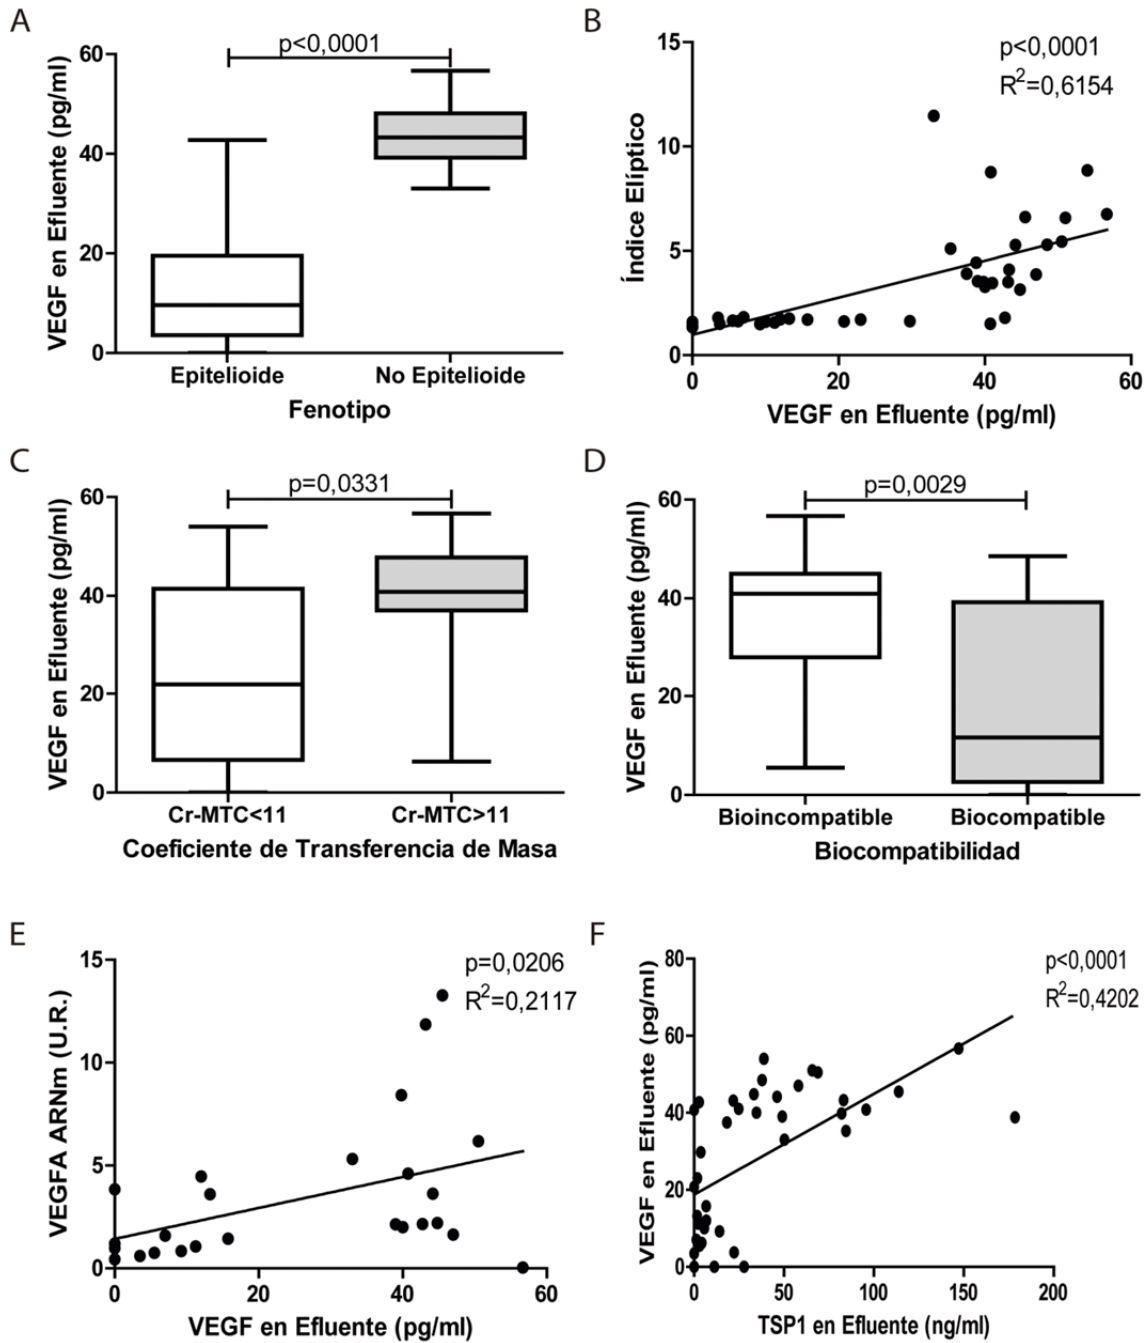 A
p<0,0001
VEGF en Efluente (pg/ml)
60
40
20
0
Epitelioide
No Epitelioide
Fenotipo
B
p<0,0001
R²=0,6154
Índice Elíptico
15
10
5
0
0
20
40
60
VEGF en Efluente (pg/ml)
C
p=0,0331
VEGF en Efluente (pg/ml)
60
40
20
0
Cr-MTC<11
Cr-MTC>11
Coeficiente de Transferencia de Masa
D
p=0,0029
VEGF en Efluente (pg/ml)
60
40
20
0
Bioincompatible
Biocompatible
Biocompatibilidad
E
p=0,0206
R²=0,2117
VEGFA ARNm (U.R.)
15
10
5
0
0
20
40
60
VEGF en Efluente (pg/ml)
F
p<0,0001
R²=0,4202
VEGF en Efluente (pg/ml)
80
60
40
20
0
0
50
100
150
200
TSP1 en Efluente (ng/ml)